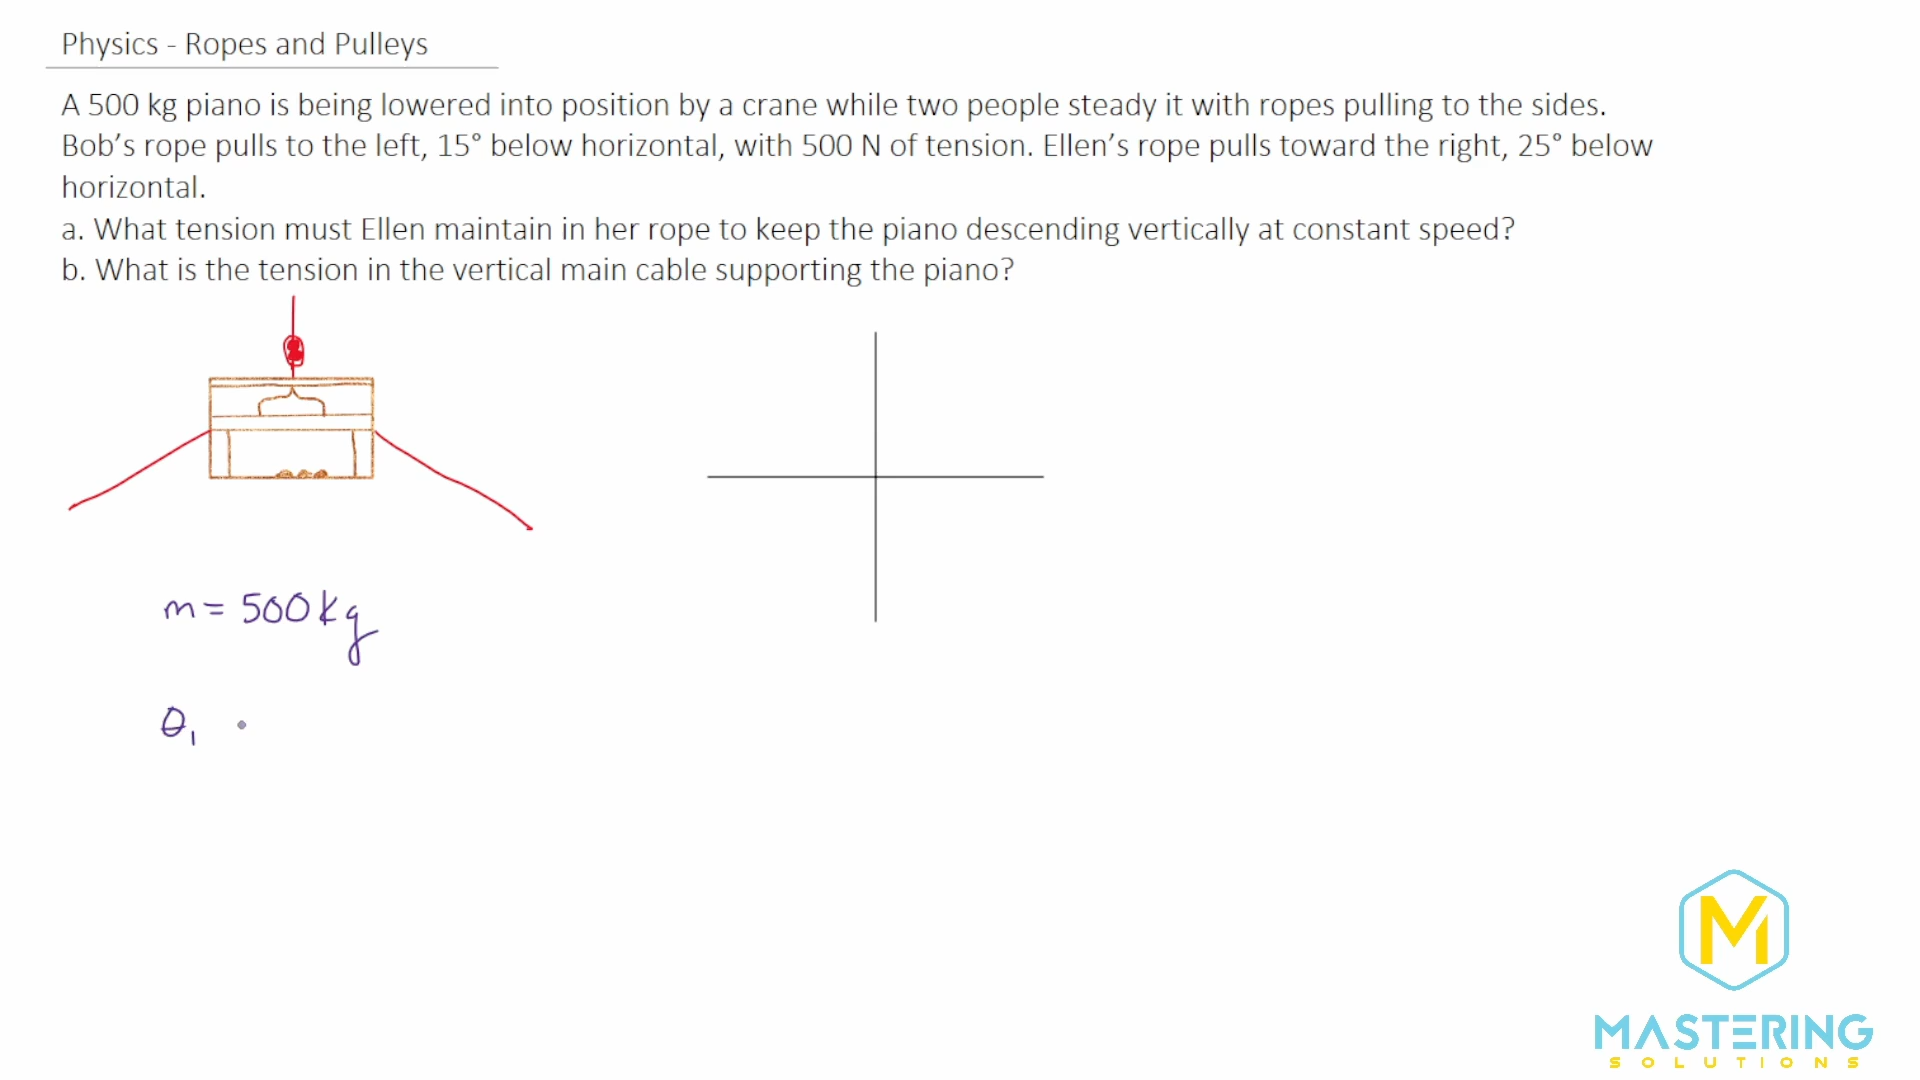 Physics - Ropes and Pulleys
A 500 kg piano is being lowered into position by a crane while two people steady it with ropes pulling to the sides.
Bob’s rope pulls to the left, 15° below horizontal, with 500 N of tension. Ellen’s rope pulls toward the right, 25° below
horizontal.
a. What tension must Ellen maintain in her rope to keep the piano descending vertically at constant speed?
b. What is the tension in the vertical main cable supporting the piano?
m = 500 kg
θ₁
M
MASTERING
SOLUTIONS